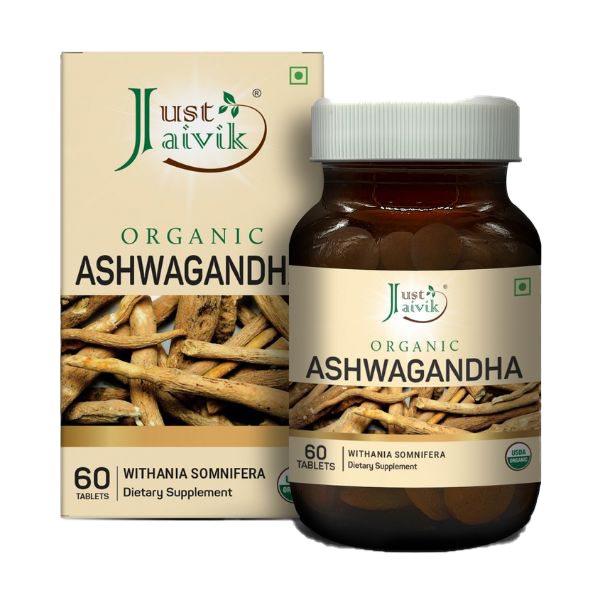 Just
Jaivik
®
ORGANIC
ASHWAGANDH
60
TABLETS
WITHANIA SOMNIFERA
Dietary Supplement
Just
Jaivik
®
ORGANIC
ASHWAGANDHA
60
TABLETS
WITHANIA SOMNIFERA
Dietary Supplement
USDA
ORGANIC